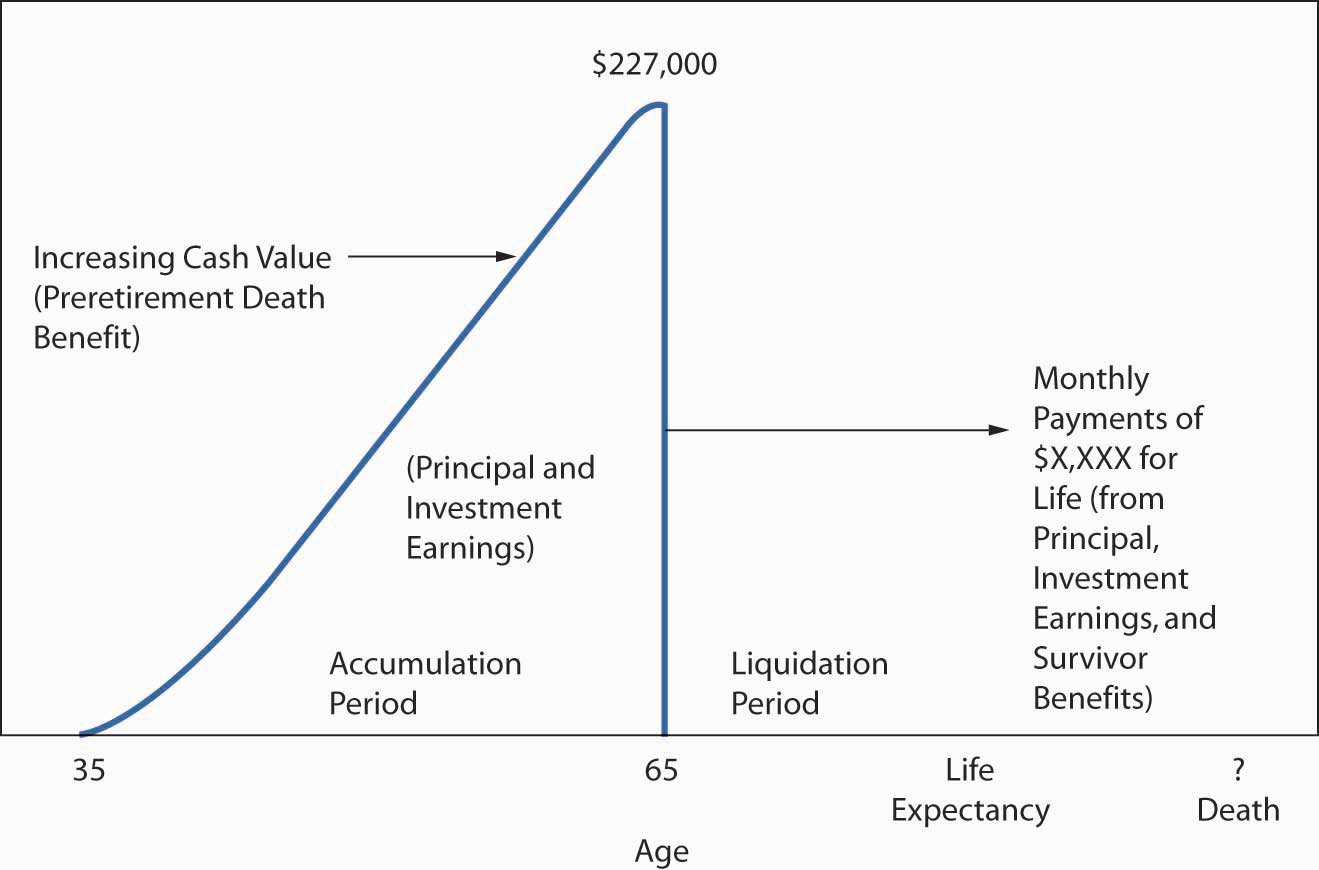 $227,000
Increasing Cash Value
(Preretirement Death
Benefit)
Monthly
Payments of
$X,XXX for
Life (from
Principal,
Investment
Earnings, and
Survivor
Benefits)
(Principal and
Investment
Earnings)
Accumulation
Period
Liquidation
Period
35
65
Life
Expectancy
?
Death
Age